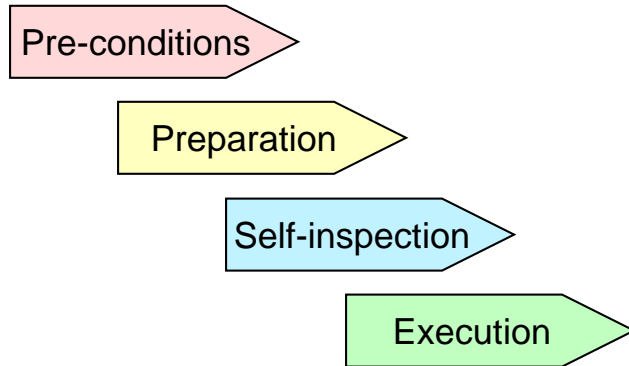 Pre-conditions
Preparation
Self-inspection
Execution